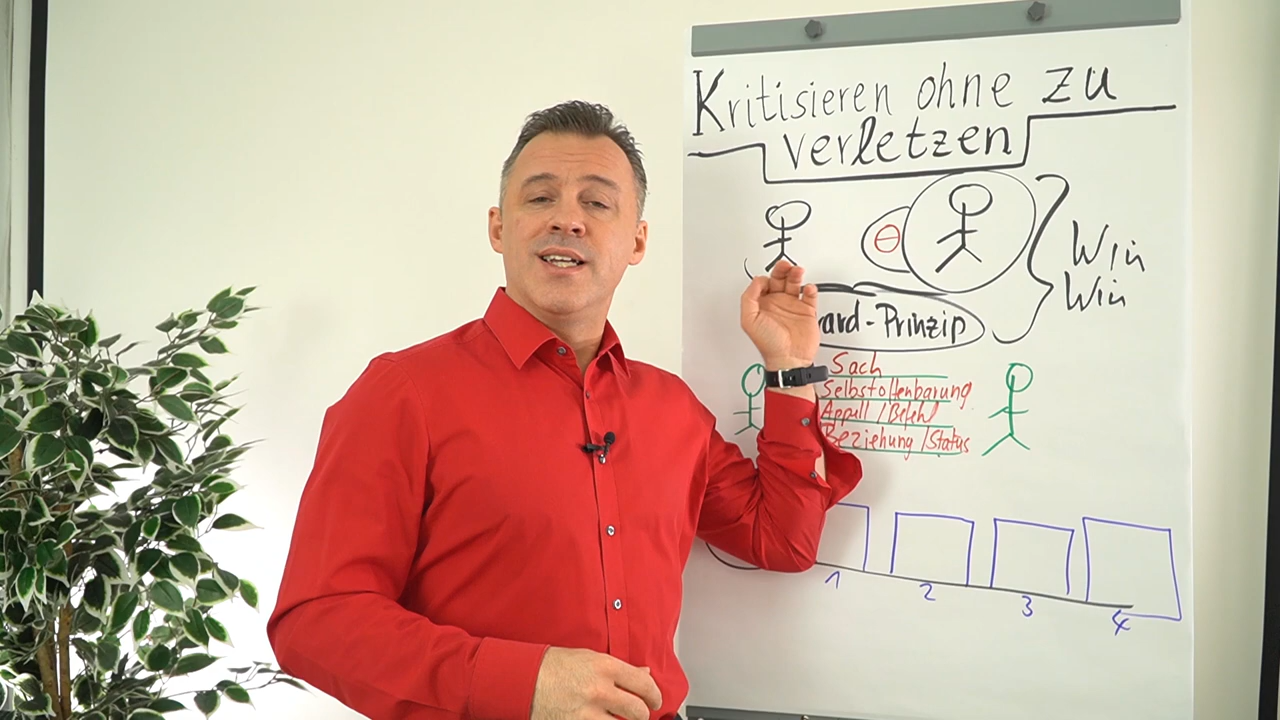 Kritisieren ohne zu
verletzen
Win
Win
ard-Prinzip
Sach
Selbstoffenbarung
Appell/Befehl
Beziehung/Status
1
2
3
4